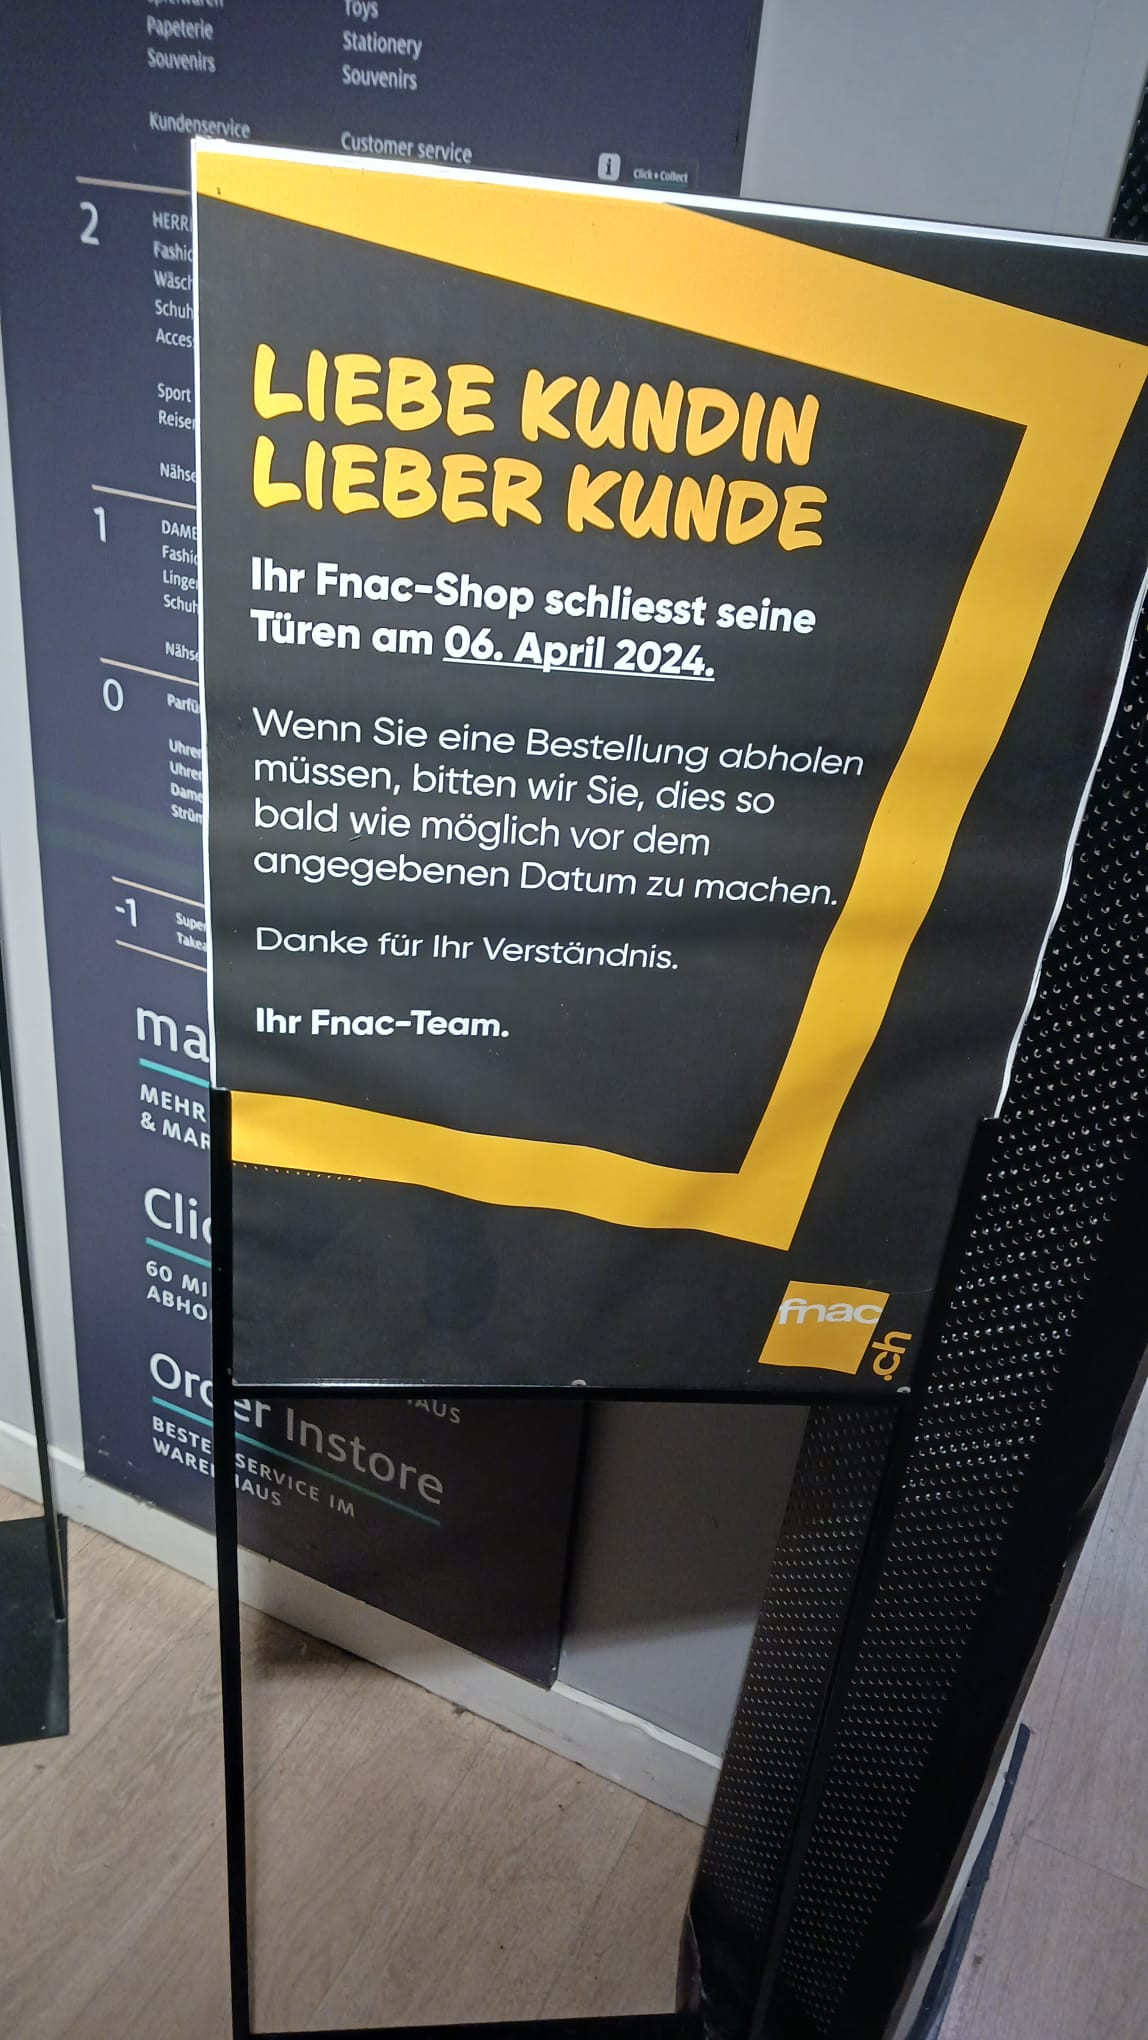 Papeterie
Souvenirs
Kundenservice
Toys
Stationery
Souvenirs
Customer service
i Click+Collect
2
1
0
-1
LIEBE KUNDIN
LIEBER KUNDE
Ihr Fnac-Shop schliesst seine
Türen am 06. April 2024.
Wenn Sie eine Bestellung abholen
müssen, bitten wir Sie, dies so
bald wie möglich vor dem
angegebenen Datum zu machen.
Danke für Ihr Verständnis.
Ihr Fnac-Team.
fnac
.ch
Sport
MEHR
&
60
Instore
SERVICE IM